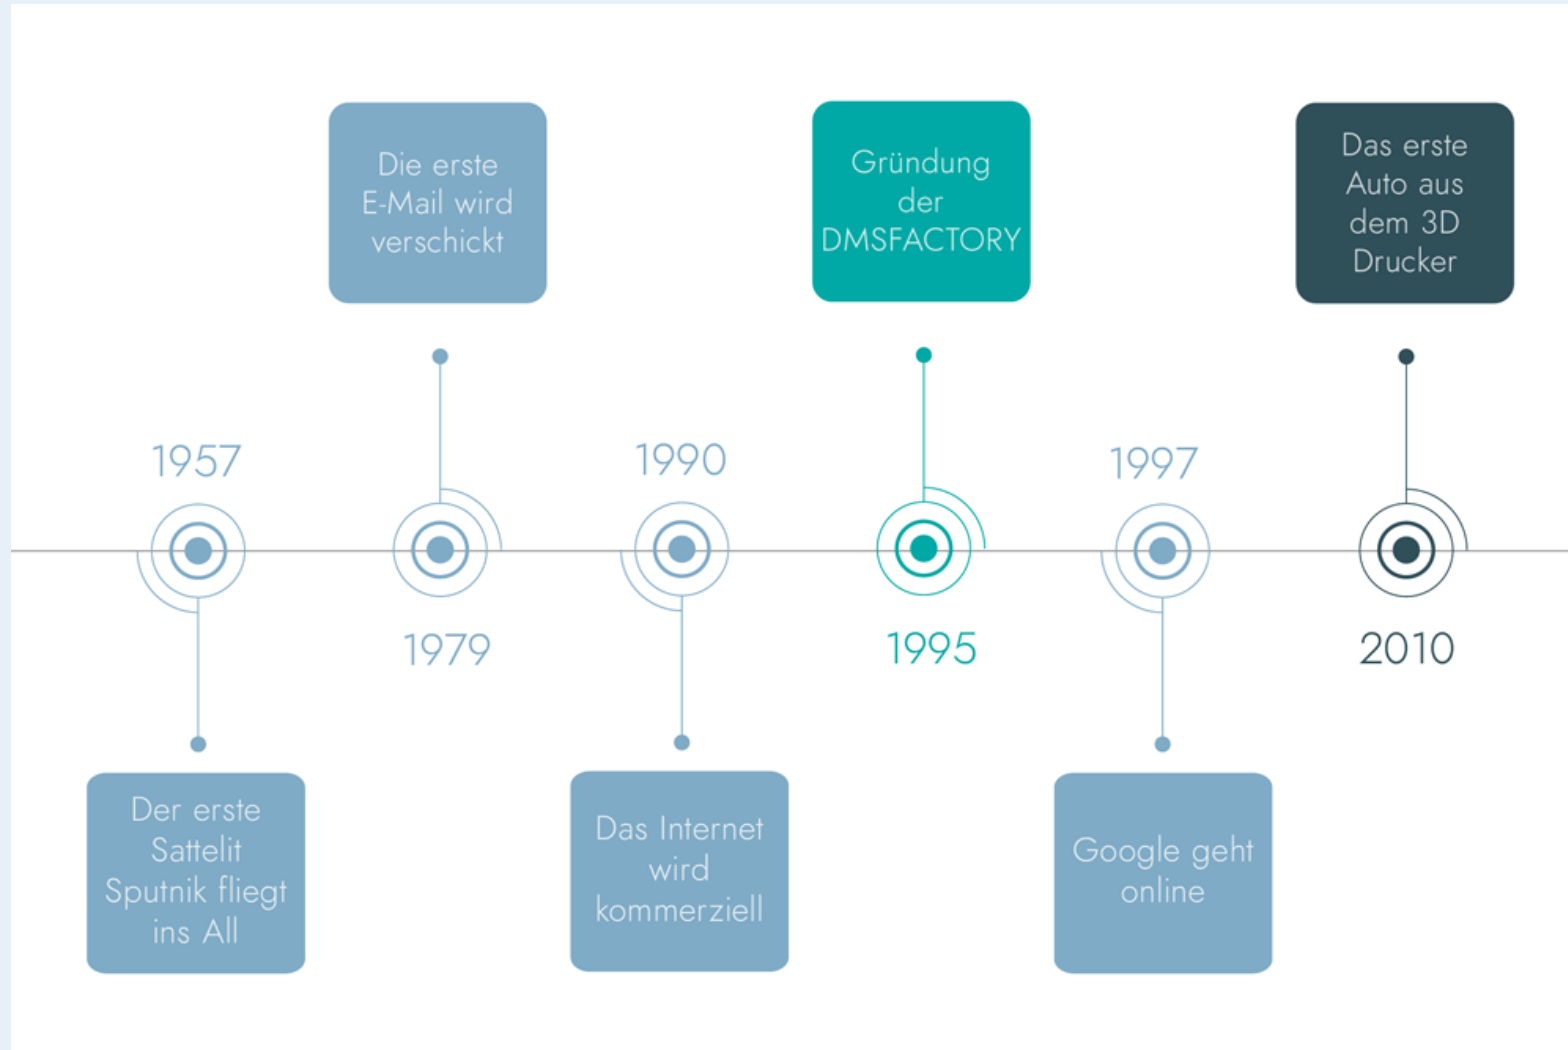 Die erste
E-Mail wird
verschickt
Gründung
der
DMSFACTORY
Das erste
Auto aus
dem 3D
Drucker
1957
1990
1997
1979
1995
2010
Der erste
Sattelit
Sputnik fliegt
ins All
Das Internet
wird
kommerziell
Google geht
online